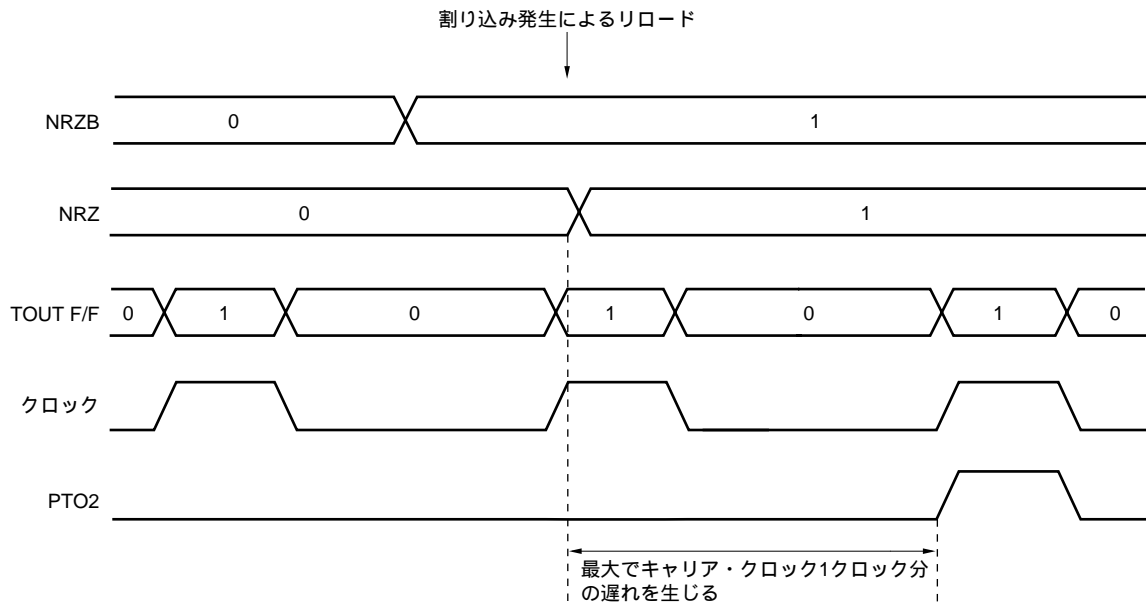 割り込み発生によるリロード
NRZB 0 1
NRZ 0 1
TOUT F/F 0 1 0 1 0 1 0
クロック
PTO2
最大でキャリア・クロック1クロック分
の遅れを生じる